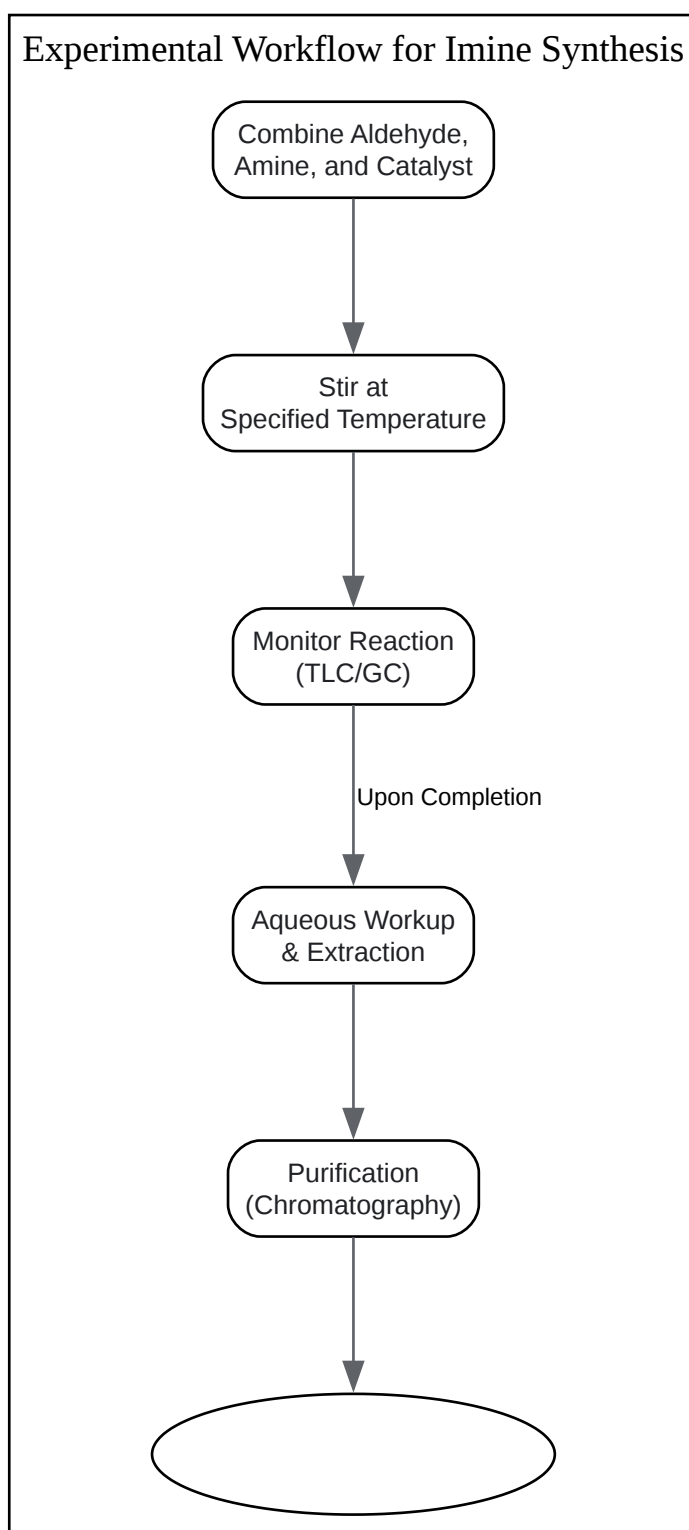 Experimental Workflow for Imine Synthesis
Combine Aldehyde,
Amine, and Catalyst
Stir at
Specified Temperature
Monitor Reaction
(TLC/GC)
Upon Completion
Aqueous Workup
& Extraction
Purification
(Chromatography)